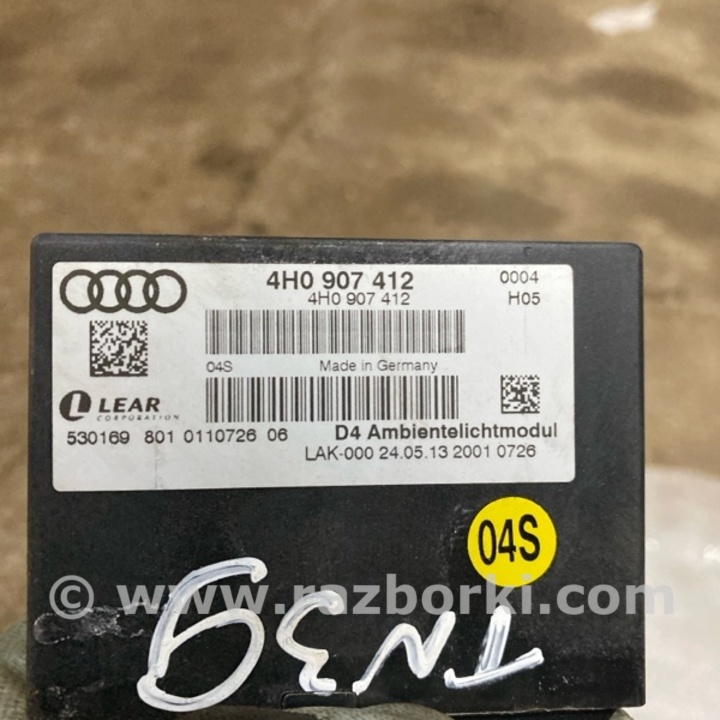 4H0 907 412
4H0 907 412
0004
H05
04S
Made in Germany
LEAR
CORPORATION
530169 801 0110726 06
D4 Ambientelichtmodul
LAK-000 24.05.13 2001 0726
04S
© www.razborki.com
TN39